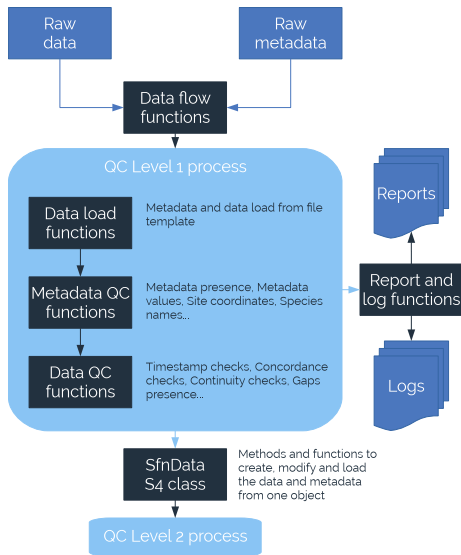 Raw
data
Raw
metadata
Data flow
functions
QC Level 1 process
Data load
functions
Metadata and data load from file
template
Metadata QC
functions
Metadata presence, Metadata
values, Site coordinates, Species
names...
Data QC
functions
Timestamp checks, Concordance
checks, Continuity checks, Gaps
presence...
Reports
Report and
log functions
Logs
SfnData
S4 class
Methods and functions to
create, modify and load
the data and metadata
from one object
QC Level 2 process